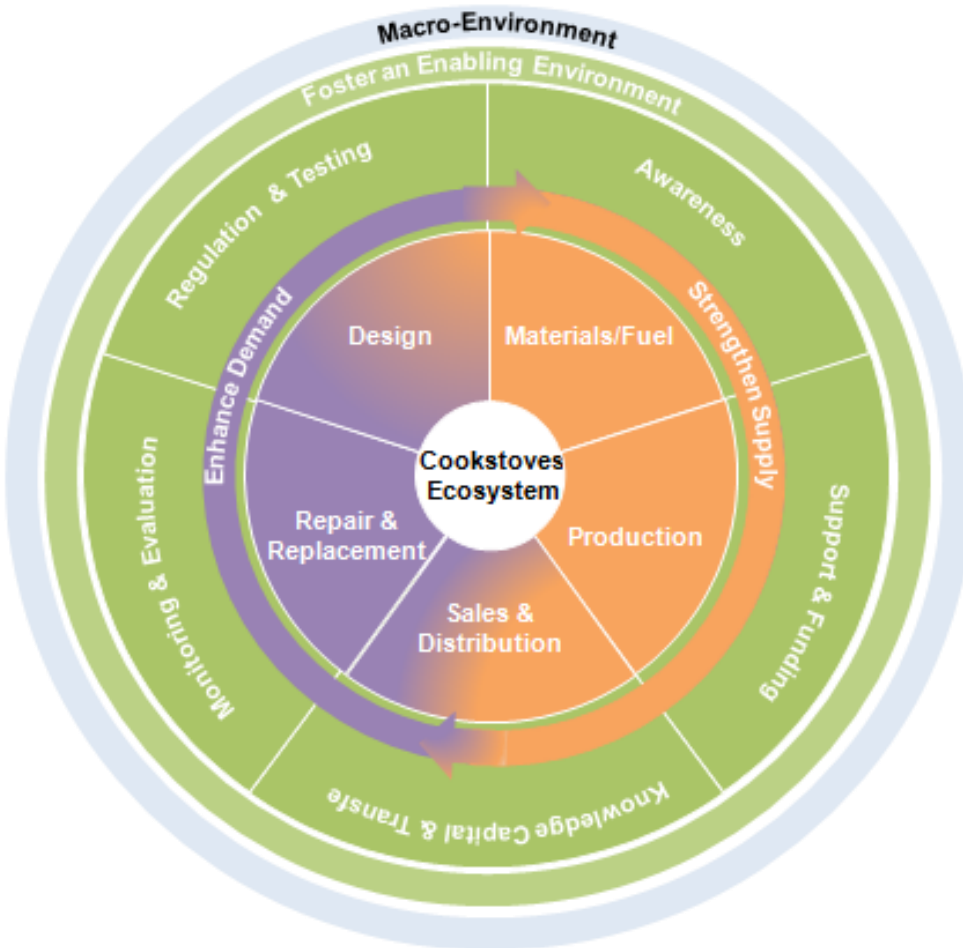 Macro-Environment
Foster an Enabling Environment
Regulation & Testing
Awareness
Enhance Demand
Strengthen Supply
Design
Materials/Fuel
Cookstoves
Ecosystem
Repair &
Replacement
Production
Sales &
Distribution
Monitoring & Evaluation
Support & Funding
Knowledge Capital & Transfe